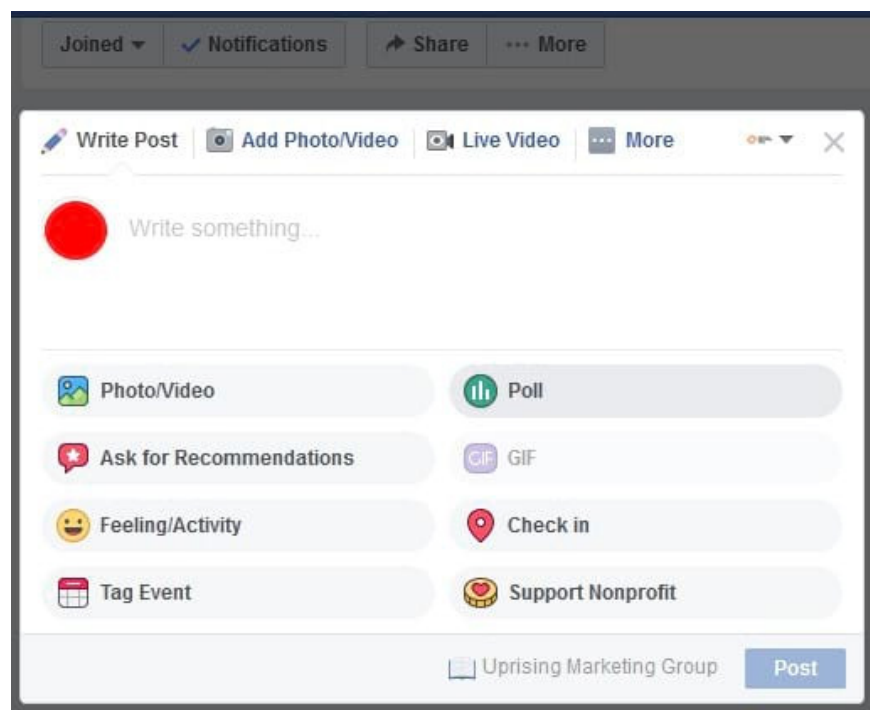 Joined Notifications Share More
Write Post Add Photo/Video Live Video More
Write something...
Photo/Video Poll
Ask for Recommendations GIF GIF
Feeling/Activity Check in
Tag Event Support Nonprofit
Uprising Marketing Group Post